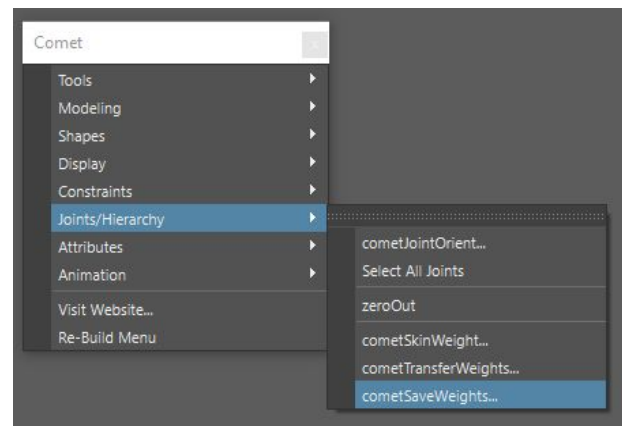 Comet
Tools
Modeling
Shapes
Display
Constraints
Joints/Hierarchy
Attributes
Animation
Visit Website...
Re-Build Menu
cometJointOrient...
Select All Joints
zeroOut
cometSkinWeight...
cometTransferWeights...
cometSaveWeights...